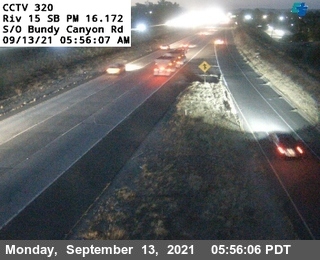 CCTV 320
Riv 15 SB PM 16.172
S/O Bundy Canyon Rd
09/13/21 05:56:07 AM
Monday, September 13, 2021 05:56:06 PDT